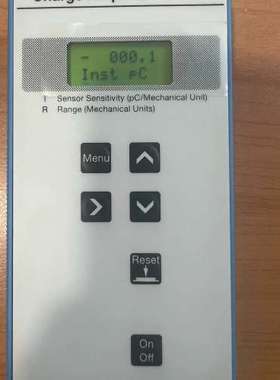 - 000.1
Inst pC
T Sensor Sensitivity (pC/Mechanical Unit)
R Range (Mechanical Units)
Menu
Reset
On
Off